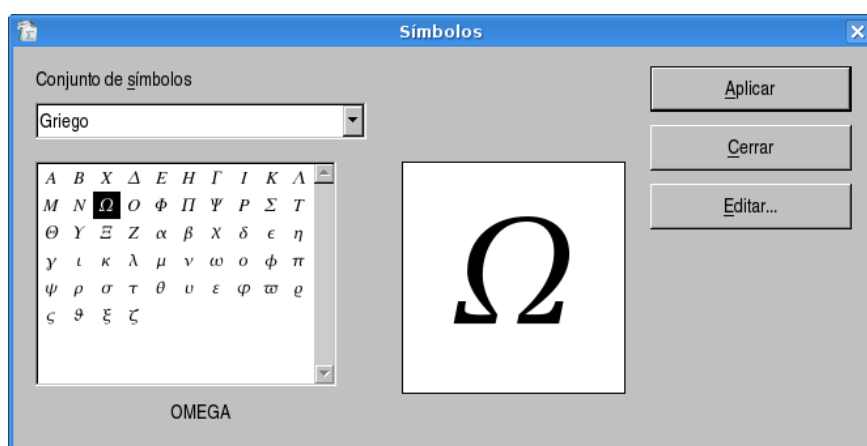 Símbolos
Conjunto de símbolos
Griego
Α Β Χ Δ Ε Η Γ Ι Κ Λ
Μ Ν Ω Ο Φ Π Ψ Ρ Σ Τ
Θ Υ Ξ Ζ α β χ δ ϵ η
γ ι κ λ μ ν ω ο ϕ π
ψ ρ σ τ θ υ ε φ ϖ ϱ
ς ϑ ξ ζ
OMEGA
Ω
Aplicar
Cerrar
Editar...